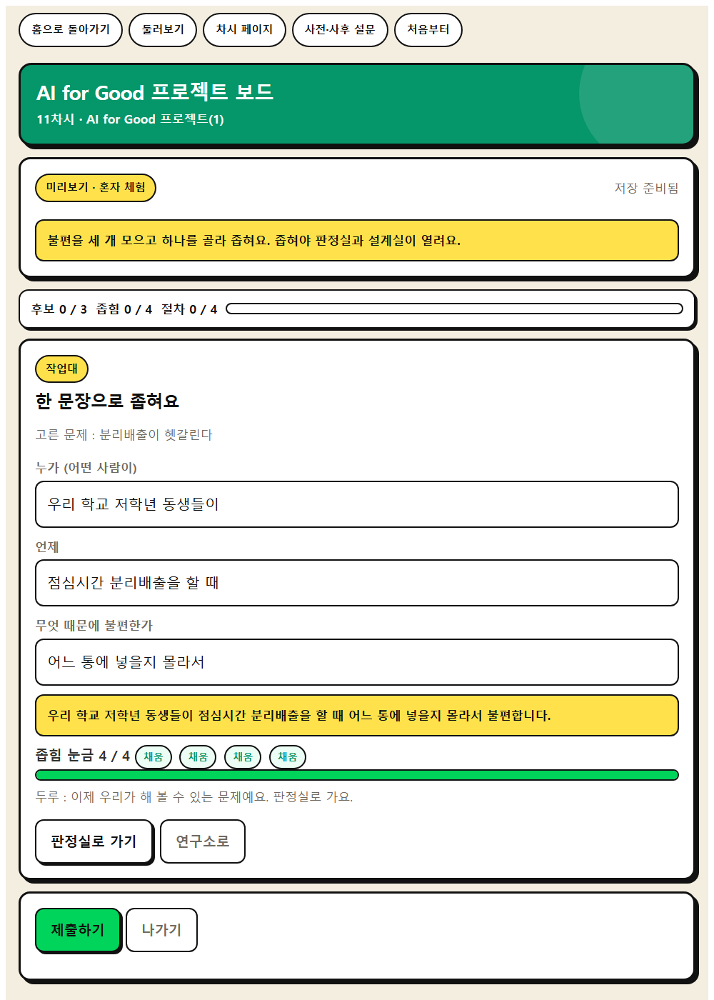 홈으로 돌아가기 둘러보기 차시 페이지 사전·사후 설문 처음부터
AI for Good 프로젝트 보드
11차시 · AI for Good 프로젝트(1)
미리보기 · 혼자 체험 저장 준비됨
불편을 세 개 모으고 하나를 골라 좁혀요. 좁혀야 판정실과 설계실이 열려요.
후보 0 / 3 좁힘 0 / 4 절차 0 / 4
작업대
한 문장으로 좁혀요
고른 문제 : 분리배출이 헷갈린다
누가 (어떤 사람이)
우리 학교 저학년 동생들이
언제
점심시간 분리배출을 할 때
무엇 때문에 불편한가
어느 통에 넣을지 몰라서
우리 학교 저학년 동생들이 점심시간 분리배출을 할 때 어느 통에 넣을지 몰라서 불편합니다.
좁힘 눈금 4 / 4 채움 채움 채움 채움
두루 : 이제 우리가 해 볼 수 있는 문제예요. 판정실로 가요.
판정실로 가기 연구소로
제출하기 나가기